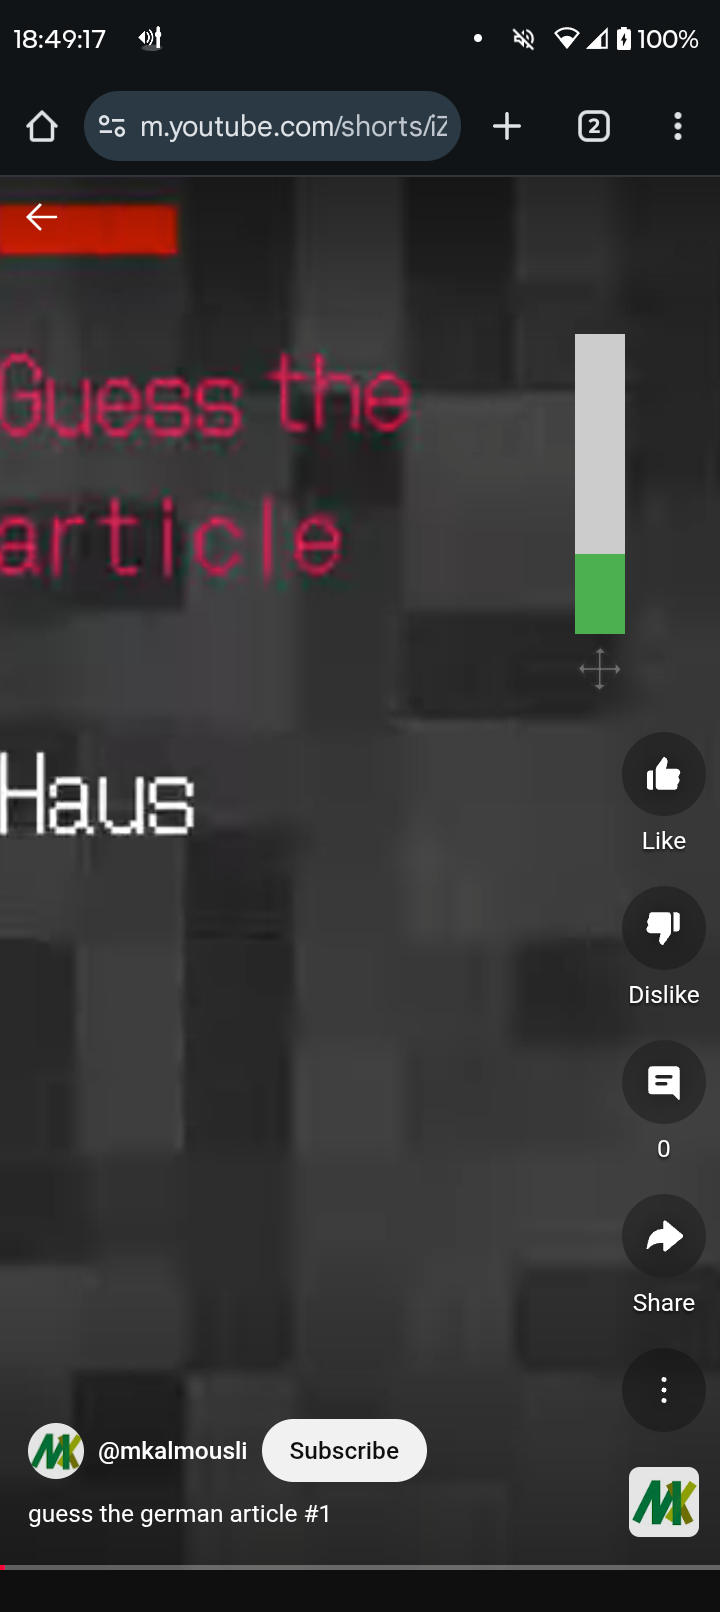 18:49:17
100%
m.youtube.com/shorts/iZ
2
Guess the
article
Haus
Like
Dislike
0
Share
@mkalmousli
Subscribe
guess the german article #1
MK